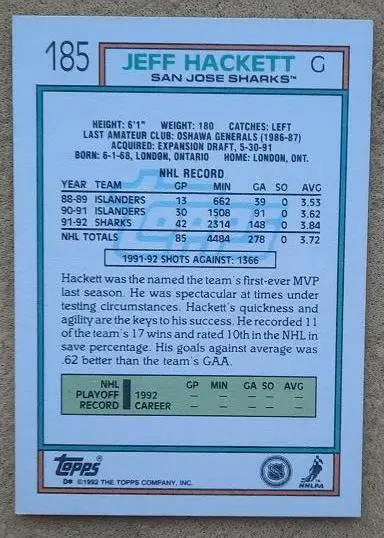 185 JEFF HACKETT G
SAN JOSE SHARKS™
HEIGHT: 6'1" WEIGHT: 180 CATCHES: LEFT
LAST AMATEUR CLUB: OSHAWA GENERALS (1986-87)
ACQUIRED: EXPANSION DRAFT, 5-30-91
BORN: 6-1-68, LONDON, ONTARIO HOME: LONDON, ONT.
NHL RECORD
YEAR TEAM GP MIN GA SO AVG
88-89 ISLANDERS 13 662 39 0 3.53
90-91 ISLANDERS 30 1508 91 0 3.62
91-92 SHARKS 42 2314 148 0 3.84
NHL TOTALS 85 4484 278 0 3.72
Topps
1991-92 SHOTS AGAINST: 1366
Hackett was the named the team's first-ever MVP
last season. He was spectacular at times under
testing circumstances. Hackett's quickness and
agility are the keys to his success. He recorded 11
of the team's 17 wins and rated 10th in the NHL in
save percentage. His goals against average was
.62 better than the team's GAA.
NHL GP MIN GA SO AVG
PLAYOFF 1992 – – – – –
RECORD CAREER – – – – –
Topps
D* ©1992 THE TOPPS COMPANY, INC.
NHL
NHLPA